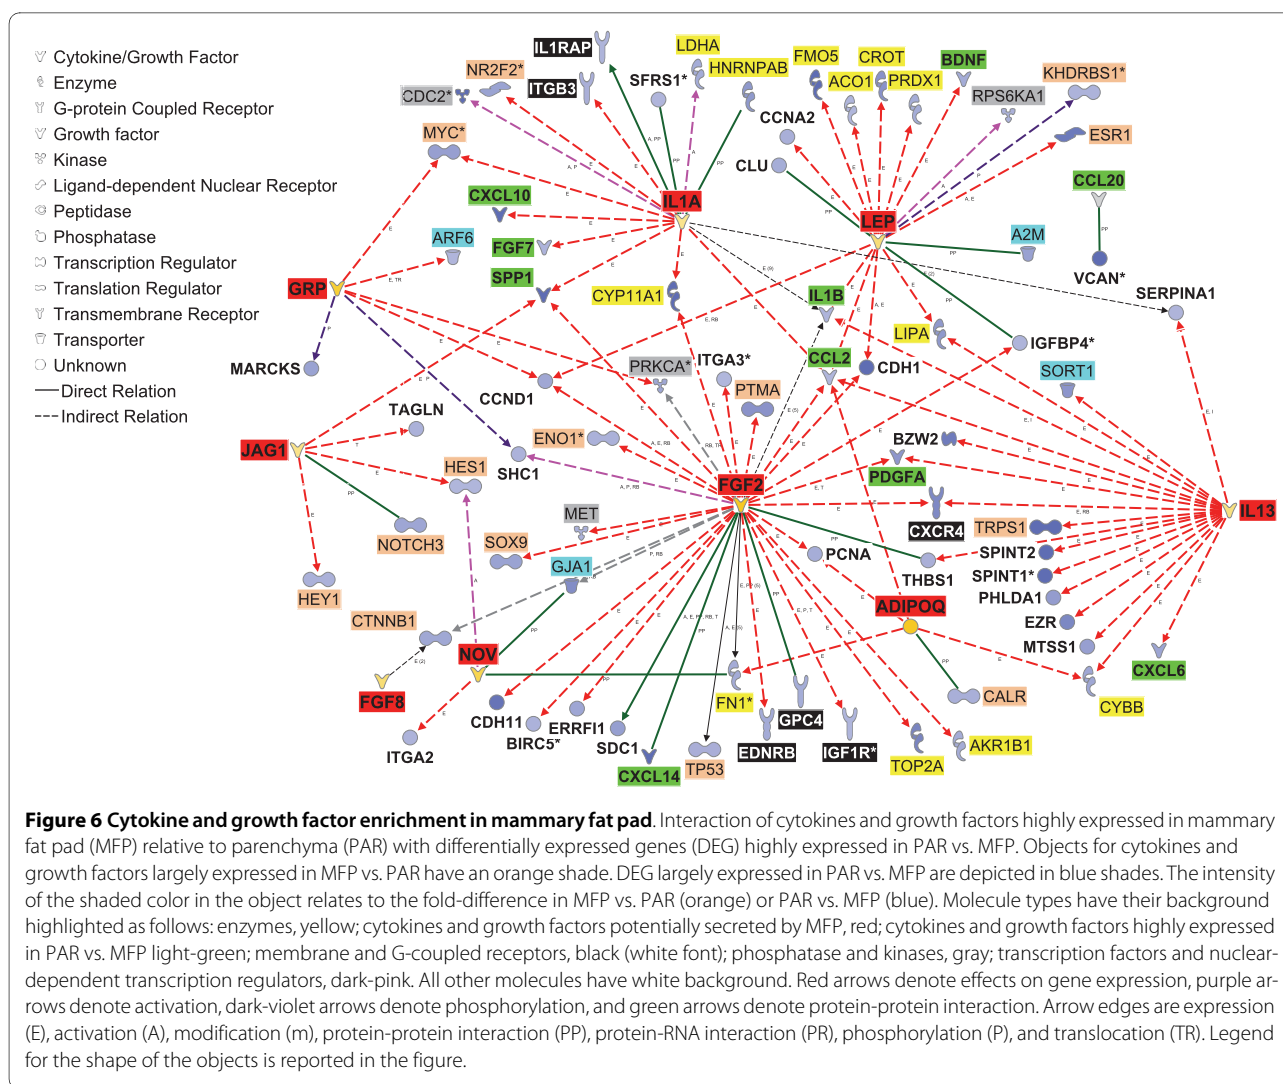 Cytokine/Growth Factor
Enzyme
G-protein Coupled Receptor
Growth factor
Kinase
Ligand-dependent Nuclear Receptor
Peptidase
Phosphatase
Transcription Regulator
Translation Regulator
Transmembrane Receptor
Transporter
Unknown
Direct Relation
Indirect Relation
IL1RAP
LDHA
FMO5
CROT
BDNF
NR2F2*
ITGB3
SFRS1*
HNRNPAB
ACO1
PRDX1
KHDRBS1*
CDC2*
RPS6KA1
MYC*
CCNA2
ESR1
CLU
CXCL10
IL1A
LEP
CCL20
ARF6
FGF7
A2M
SPP1
VCAN*
GRP
CYP11A1
IL1B
SERPINA1
LIPA
IGFBP4*
MARCKS
PRKCA*
ITGA3*
CCL2
CDH1
SORT1
CCND1
PTMA
TAGLN
ENO1*
BZW2
JAG1
HES1
SHC1
FGF2
PDGFA
IL13
MET
CXCR4
TRPS1
NOTCH3
SOX9
GJA1
PCNA
THBS1
SPINT2
SPINT1*
HEY1
PHLDA1
CTNNB1
ADIPOQ
EZR
NOV
MTSS1
CXCL6
FGF8
FN1*
CALR
CYBB
CDH11
GPC4
ITGA2
BIRC5*
ERRFI1
SDC1
EDNRB
IGF1R*
AKR1B1
CXCL14
TP53
TOP2A
Figure 6 Cytokine and growth factor enrichment in mammary fat pad. Interaction of cytokines and growth factors highly expressed in mammary
fat pad (MFP) relative to parenchyma (PAR) with differentially expressed genes (DEG) highly expressed in PAR vs. MFP. Objects for cytokines and
growth factors largely expressed in MFP vs. PAR have an orange shade. DEG largely expressed in PAR vs. MFP are depicted in blue shades. The intensity
of the shaded color in the object relates to the fold-difference in MFP vs. PAR (orange) or PAR vs. MFP (blue). Molecule types have their background
highlighted as follows: enzymes, yellow; cytokines and growth factors potentially secreted by MFP, red; cytokines and growth factors highly expressed
in PAR vs. MFP light-green; membrane and G-coupled receptors, black (white font); phosphatase and kinases, gray; transcription factors and nuclear-
dependent transcription regulators, dark-pink. All other molecules have white background. Red arrows denote effects on gene expression, purple ar-
rows denote activation, dark-violet arrows denote phosphorylation, and green arrows denote protein-protein interaction. Arrow edges are expression
(E), activation (A), modification (m), protein-protein interaction (PP), protein-RNA interaction (PR), phosphorylation (P), and translocation (TR). Legend
for the shape of the objects is reported in the figure.